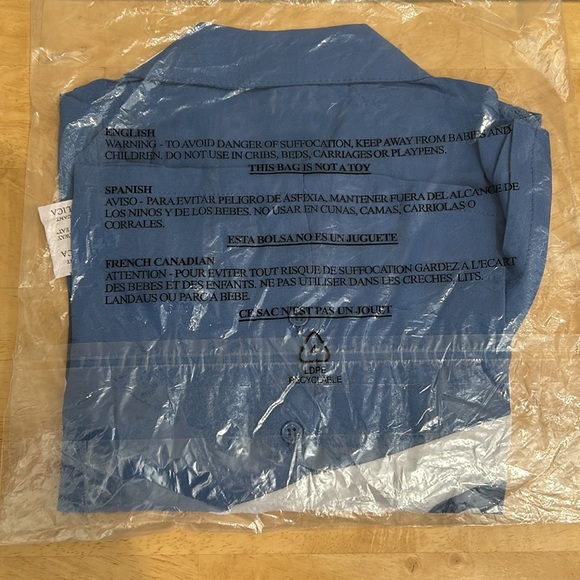 ENGLISH
WARNING - TO AVOID DANGER OF SUFFOCATION, KEEP AWAY FROM BABIES AND
CHILDREN. DO NOT USE IN CRIBS, BEDS, CARRIAGES OR PLAYPENS.
THIS BAG IS NOT A TOY
SPANISH
AVISO - PARA EVITAR PELIGRO DE ASFIXIA, MANTENER FUERA DEL ALCANCE DE
LOS NINOS Y DE LOS BEBES. NO USAR EN CUNAS, CAMAS, CARRIOLAS O
CORRALES.
ESTA BOLSA NO ES UN JUGUETE
FRENCH CANADIAN
ATTENTION - POUR EVITER TOUT RISQUE DE SUFFOCATION GARDEZ A L'ECART
DES BEBES ET DES ENFANTS. NE PAS UTILISER DANS LES CRECHES, LITS.
LANDAUS OU PARC A BEBE.
CE SAC N'EST PAS UN JOUET
LDPE
RECYCLABLE